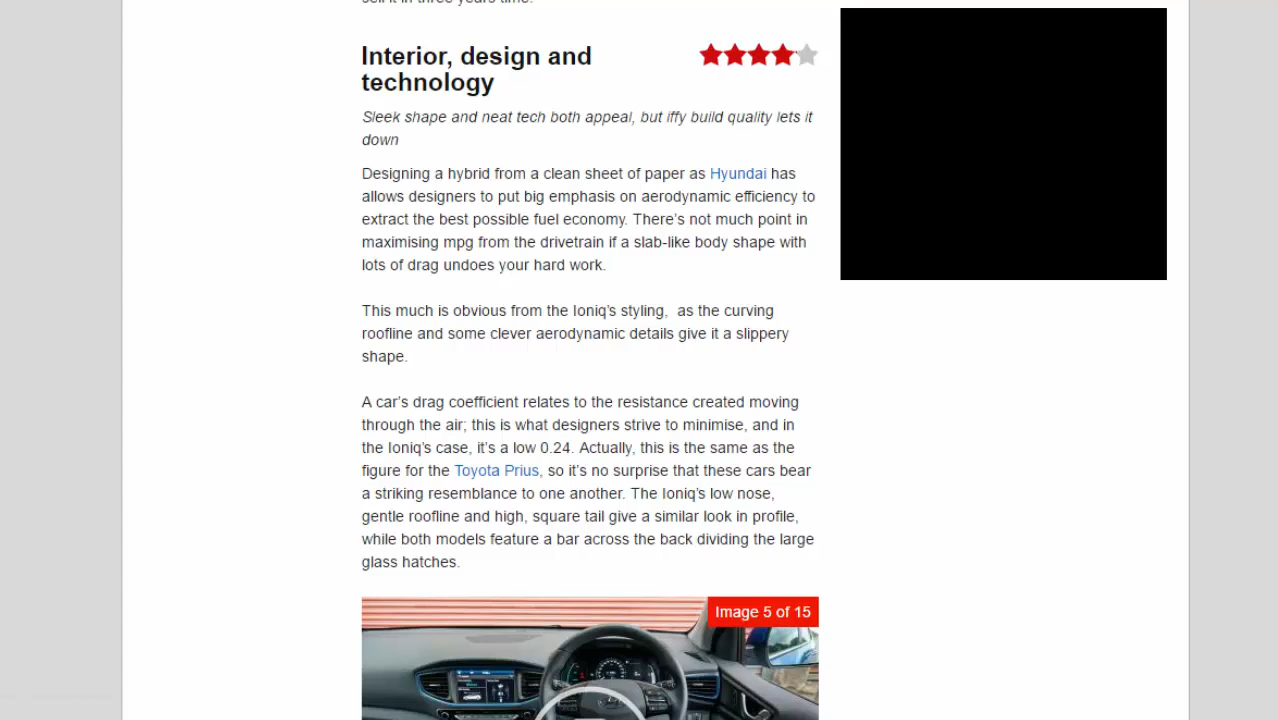 Interior, design and
technology
Sleek shape and neat tech both appeal, but iffy build quality lets it
down
Designing a hybrid from a clean sheet of paper as Hyundai has
allows designers to put big emphasis on aerodynamic efficiency to
extract the best possible fuel economy. There’s not much point in
maximising mpg from the drivetrain if a slab-like body shape with
lots of drag undoes your hard work.
This much is obvious from the Ioniq’s styling,  as the curving
roofline and some clever aerodynamic details give it a slippery
shape.
A car’s drag coefficient relates to the resistance created moving
through the air; this is what designers strive to minimise, and in
the Ioniq’s case, it’s a low 0.24. Actually, this is the same as the
figure for the Toyota Prius, so it’s no surprise that these cars bear
a striking resemblance to one another. The Ioniq’s low nose,
gentle roofline and high, square tail give a similar look in profile,
while both models feature a bar across the back dividing the large
glass hatches.
Image 5 of 15